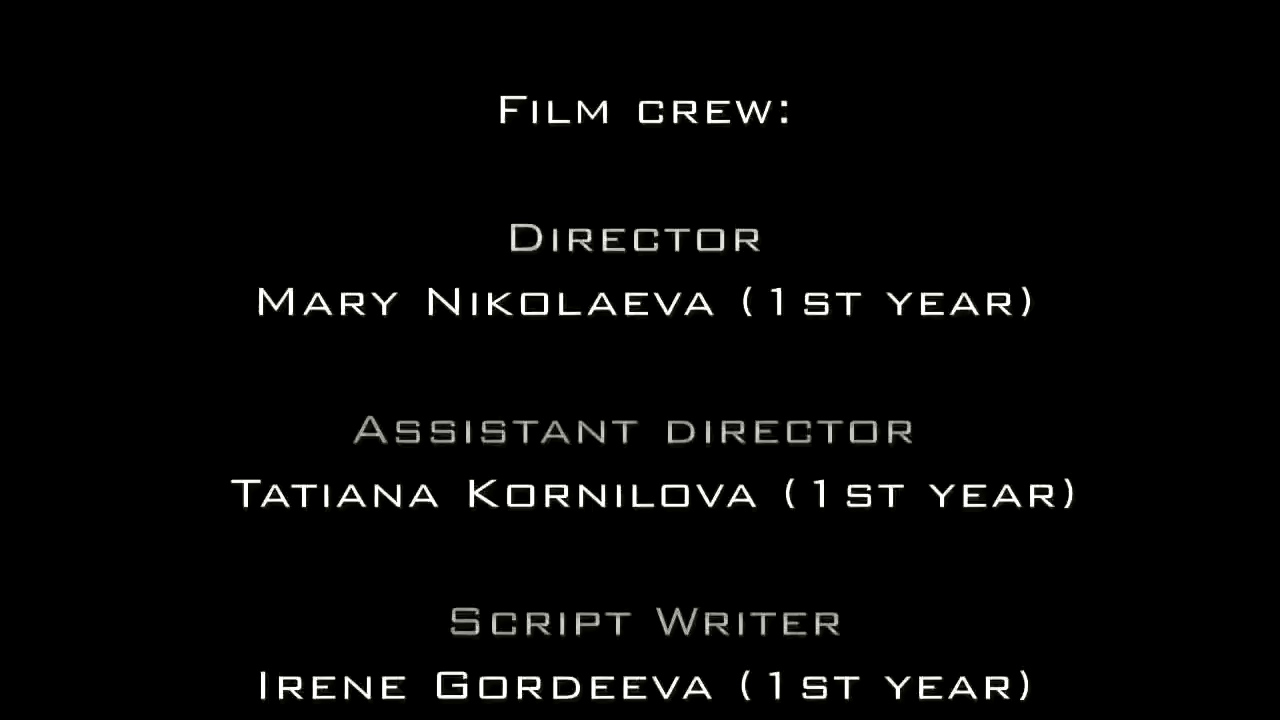 Film crew:
Director
Mary Nikolaeva (1st year)
Assistant director
Tatiana Kornilova (1st year)
Script Writer
Irene Gordeeva (1st year)